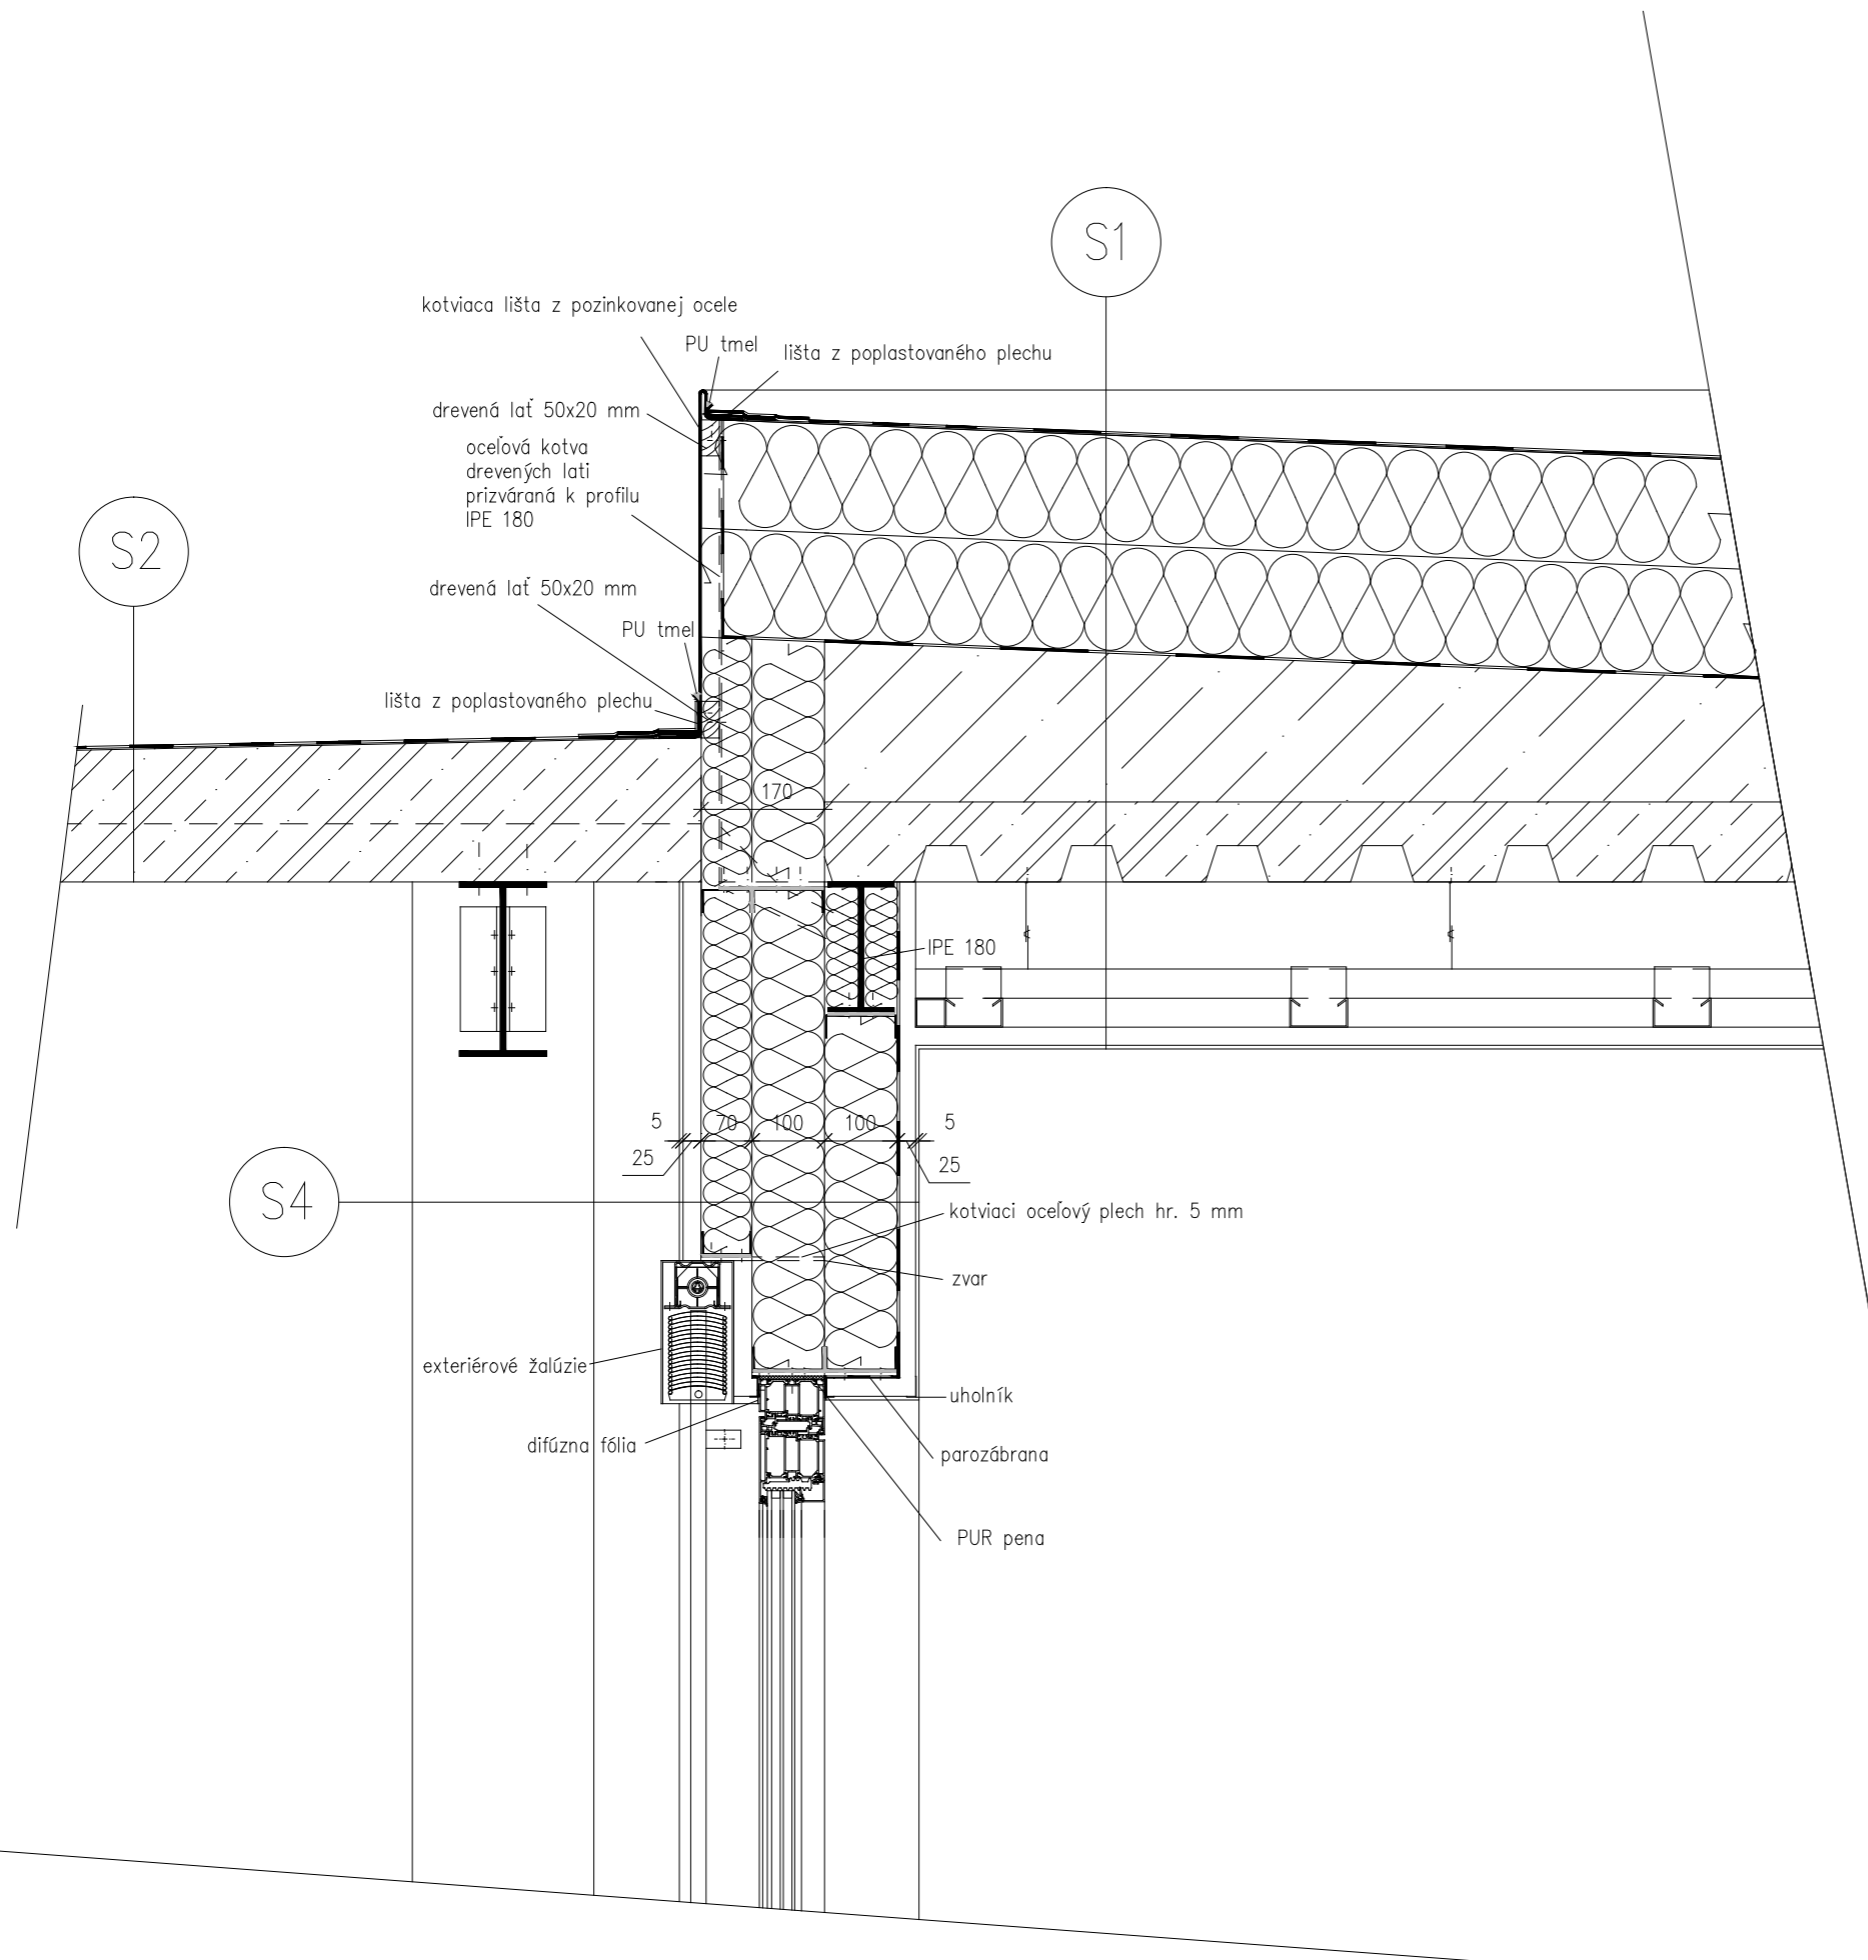 S1
kotviaca lišta z pozinkovanej ocele
PU tmel
lišta z poplastovaného plechu
drevená lať 50x20 mm
oceľová kotva
drevených lati
prizváraná k profilu
IPE 180
S2
drevená lať 50x20 mm
PU tmel
lišta z poplastovaného plechu
170
IPE 180
5 70 100 100 5
25 25
S4
kotviaci oceľový plech hr. 5 mm
zvar
exteriérové žalúzie
uholník
difúzna fólia
parozábrana
PUR pena